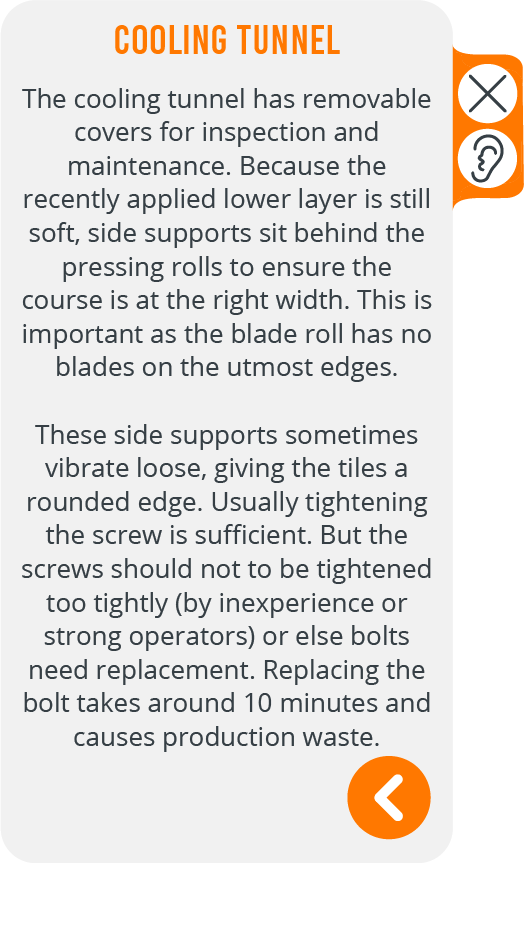 COOLING TUNNEL
The cooling tunnel has removable
covers for inspection and
maintenance. Because the
recently applied lower layer is still
soft, side supports sit behind the
pressing rolls to ensure the
course is at the right width. This is
important as the blade roll has no
blades on the utmost edges.
These side supports sometimes
vibrate loose, giving the tiles a
rounded edge. Usually tightening
the screw is sufficient. But the
screws should not to be tightened
too tightly (by inexperience or
strong operators) or else bolts
need replacement. Replacing the
bolt takes around 10 minutes and
causes production waste.